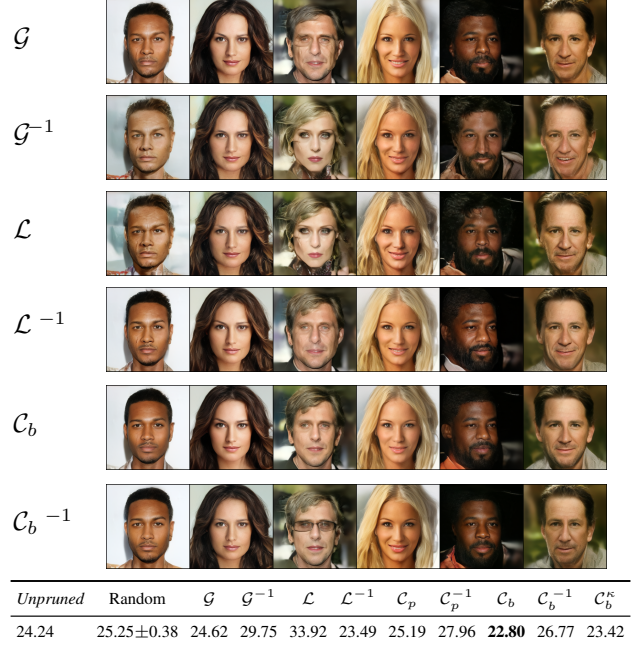 𝒢
𝒢⁻¹
ℒ
ℒ ⁻¹
𝒞_b
𝒞_b ⁻¹
Unpruned Random 𝒢 𝒢⁻¹ ℒ ℒ⁻¹ 𝒞_p 𝒞_p⁻¹ 𝒞_b 𝒞_b⁻¹ 𝒞_b^κ
24.24 25.25±0.38 24.62 29.75 33.92 23.49 25.19 27.96 22.80 26.77 23.42